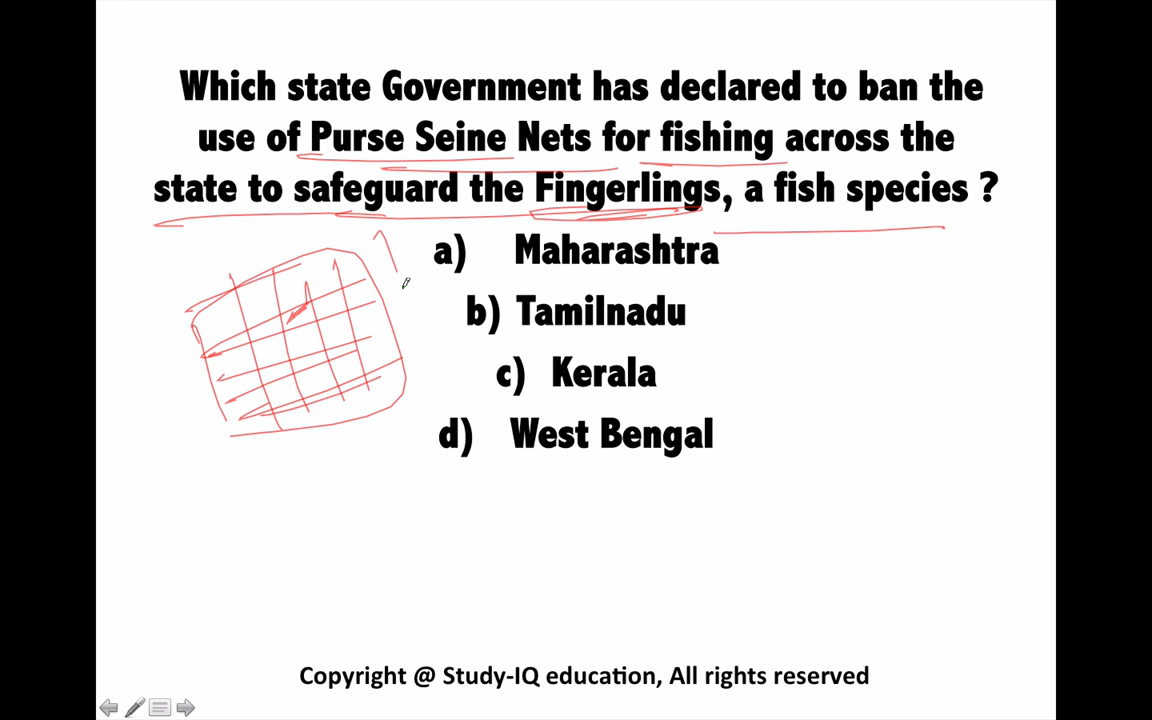 Which state Government has declared to ban the
use of Purse Seine Nets for fishing across the
state to safeguard the Fingerlings, a fish species ?
a) Maharashtra
b) Tamilnadu
c) Kerala
d) West Bengal
Copyright @ Study-IQ education, All rights reserved